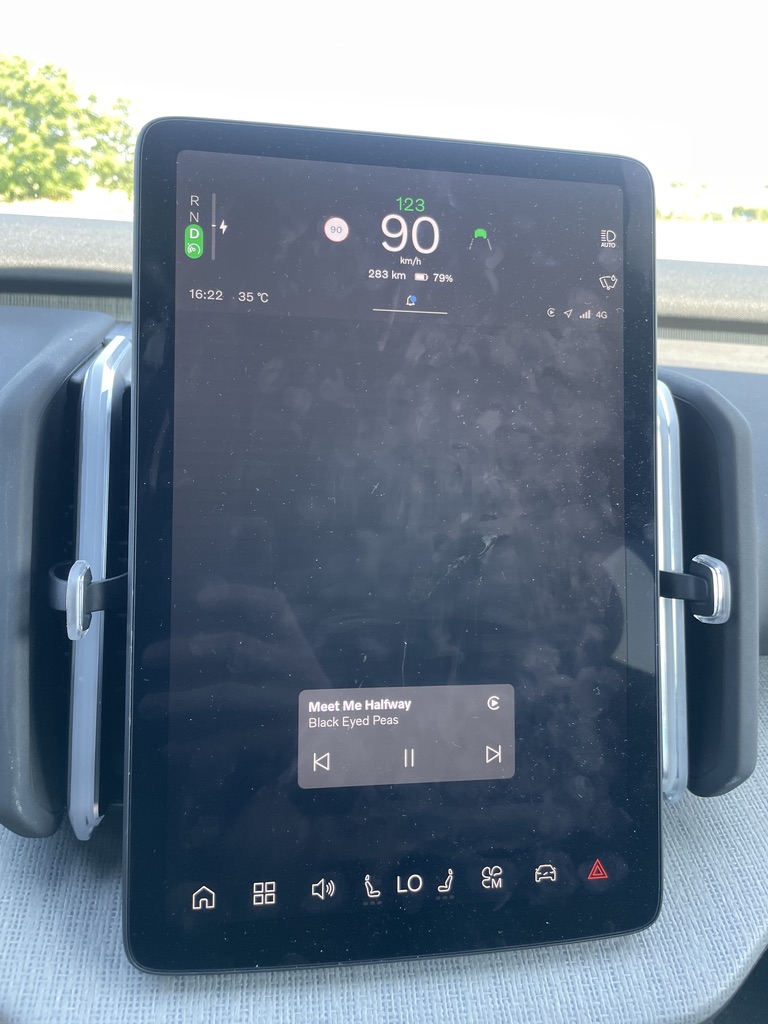 R
N
D
123
90
90
km/h
283 km 79%
AUTO
16:22 35 °C
4G
Meet Me Halfway
Black Eyed Peas
LO
M